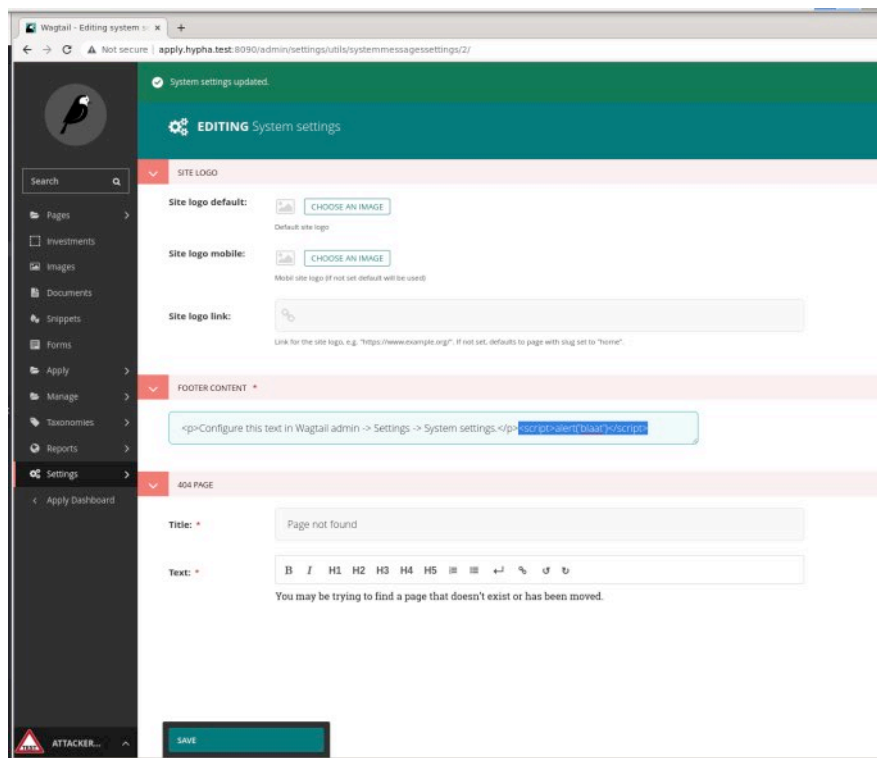 Wagtail - Editing system s
Not secure | apply.hypha.test:8090/admin/settings/utils/systemmessagessettings/2/
System settings updated.
EDITING System settings
Search
SITE LOGO
Site logo default:
CHOOSE AN IMAGE
Default site logo
Pages
Investments
Site logo mobile:
CHOOSE AN IMAGE
Images
Mobil site logo (if not set default will be used)
Documents
Snippets
Site logo link:
Forms
Link for the site logo, e.g. "https://www.example.org/". If not set, defaults to page with slug set to "home".
Apply
Manage
FOOTER CONTENT *
Taxonomies
<p>Configure this text in Wagtail admin -> Settings -> System settings.</p><script>alert('blaat')</script>
Reports
Settings
404 PAGE
Apply Dashboard
Title: *
Page not found
Text: *
B I H1 H2 H3 H4 H5
You may be trying to find a page that doesn't exist or has been moved.
ATTACKER...
SAVE